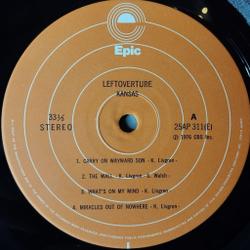 Epic
LEFTOVERTURE
KANSAS
33⅓ A
STEREO 25AP 311(E)
Ⓟ 1976 CBS Inc.
1. CARRY ON WAYWARD SON - K. Livgren -
2. THE WALL - K. Livgren - S. Walsh -
3. WHAT'S ON MY MIND - K. Livgren -
4. MIRACLES OUT OF NOWHERE - K. Livgren -